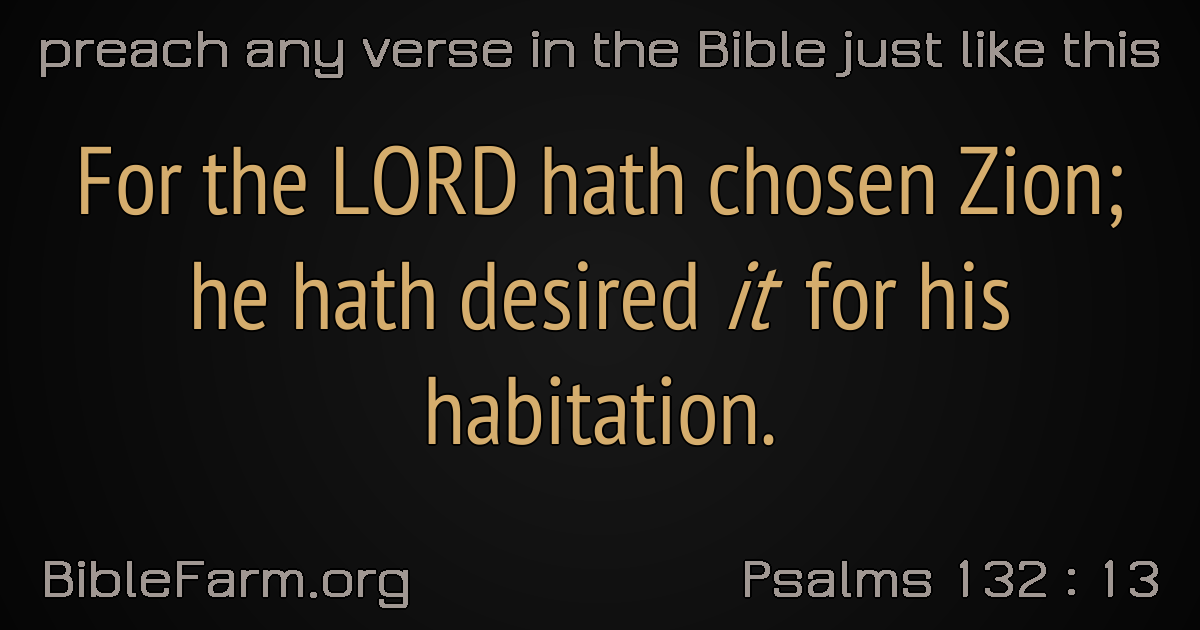 preach any verse in the Bible just like this
For the LORD hath chosen Zion;
he hath desired it for his
habitation.
BibleFarm.org
Psalms 132 : 13